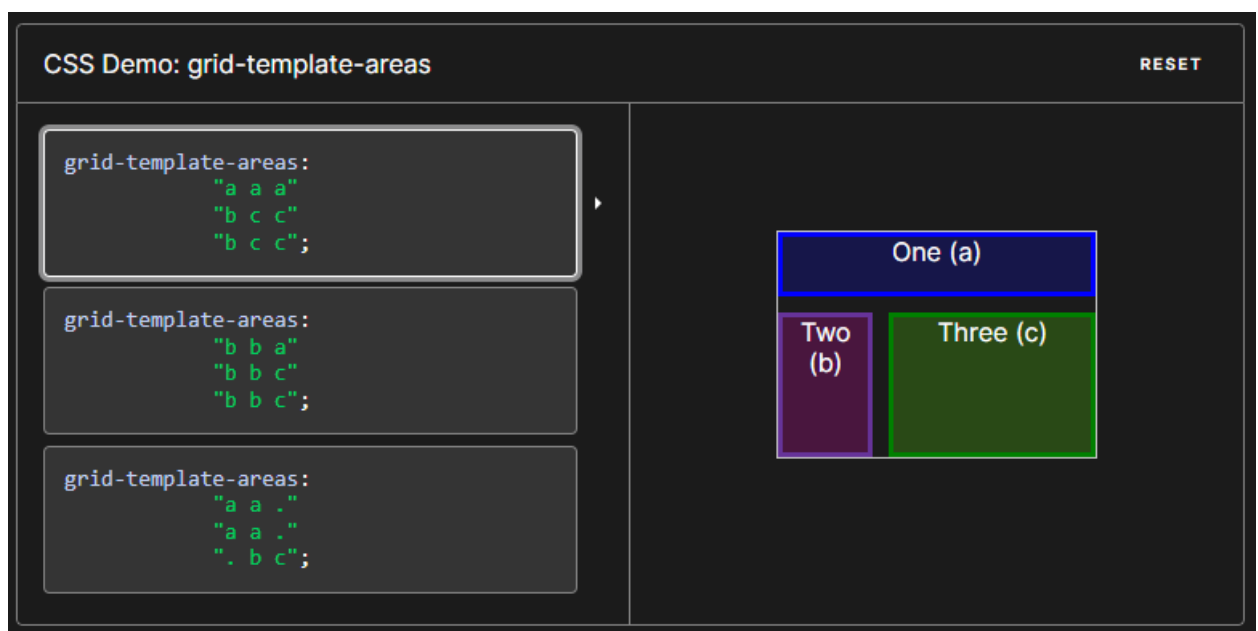 CSS Demo: grid-template-areas
RESET
grid-template-areas:
"a a a"
"b c c"
"b c c";
grid-template-areas:
"b b a"
"b b c"
"b b c";
grid-template-areas:
"a a ."
"a a ."
". b c";
One (a)
Two
(b)
Three (c)